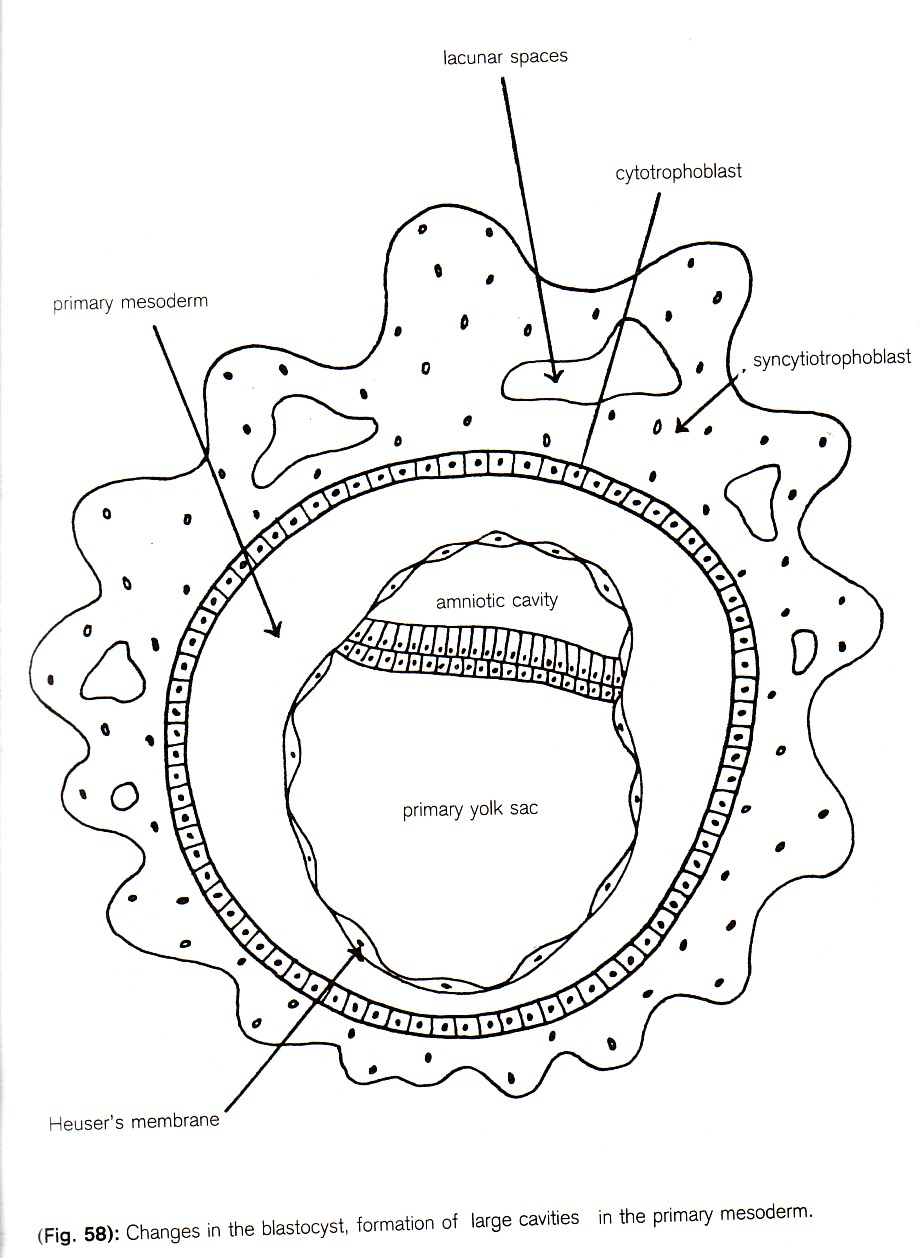 lacunar spaces
cytotrophoblast
primary mesoderm
syncytiotrophoblast
amniotic cavity
primary yolk sac
Heuser's membrane
(Fig. 58): Changes in the blastocyst, formation of large cavities in the primary mesoderm.